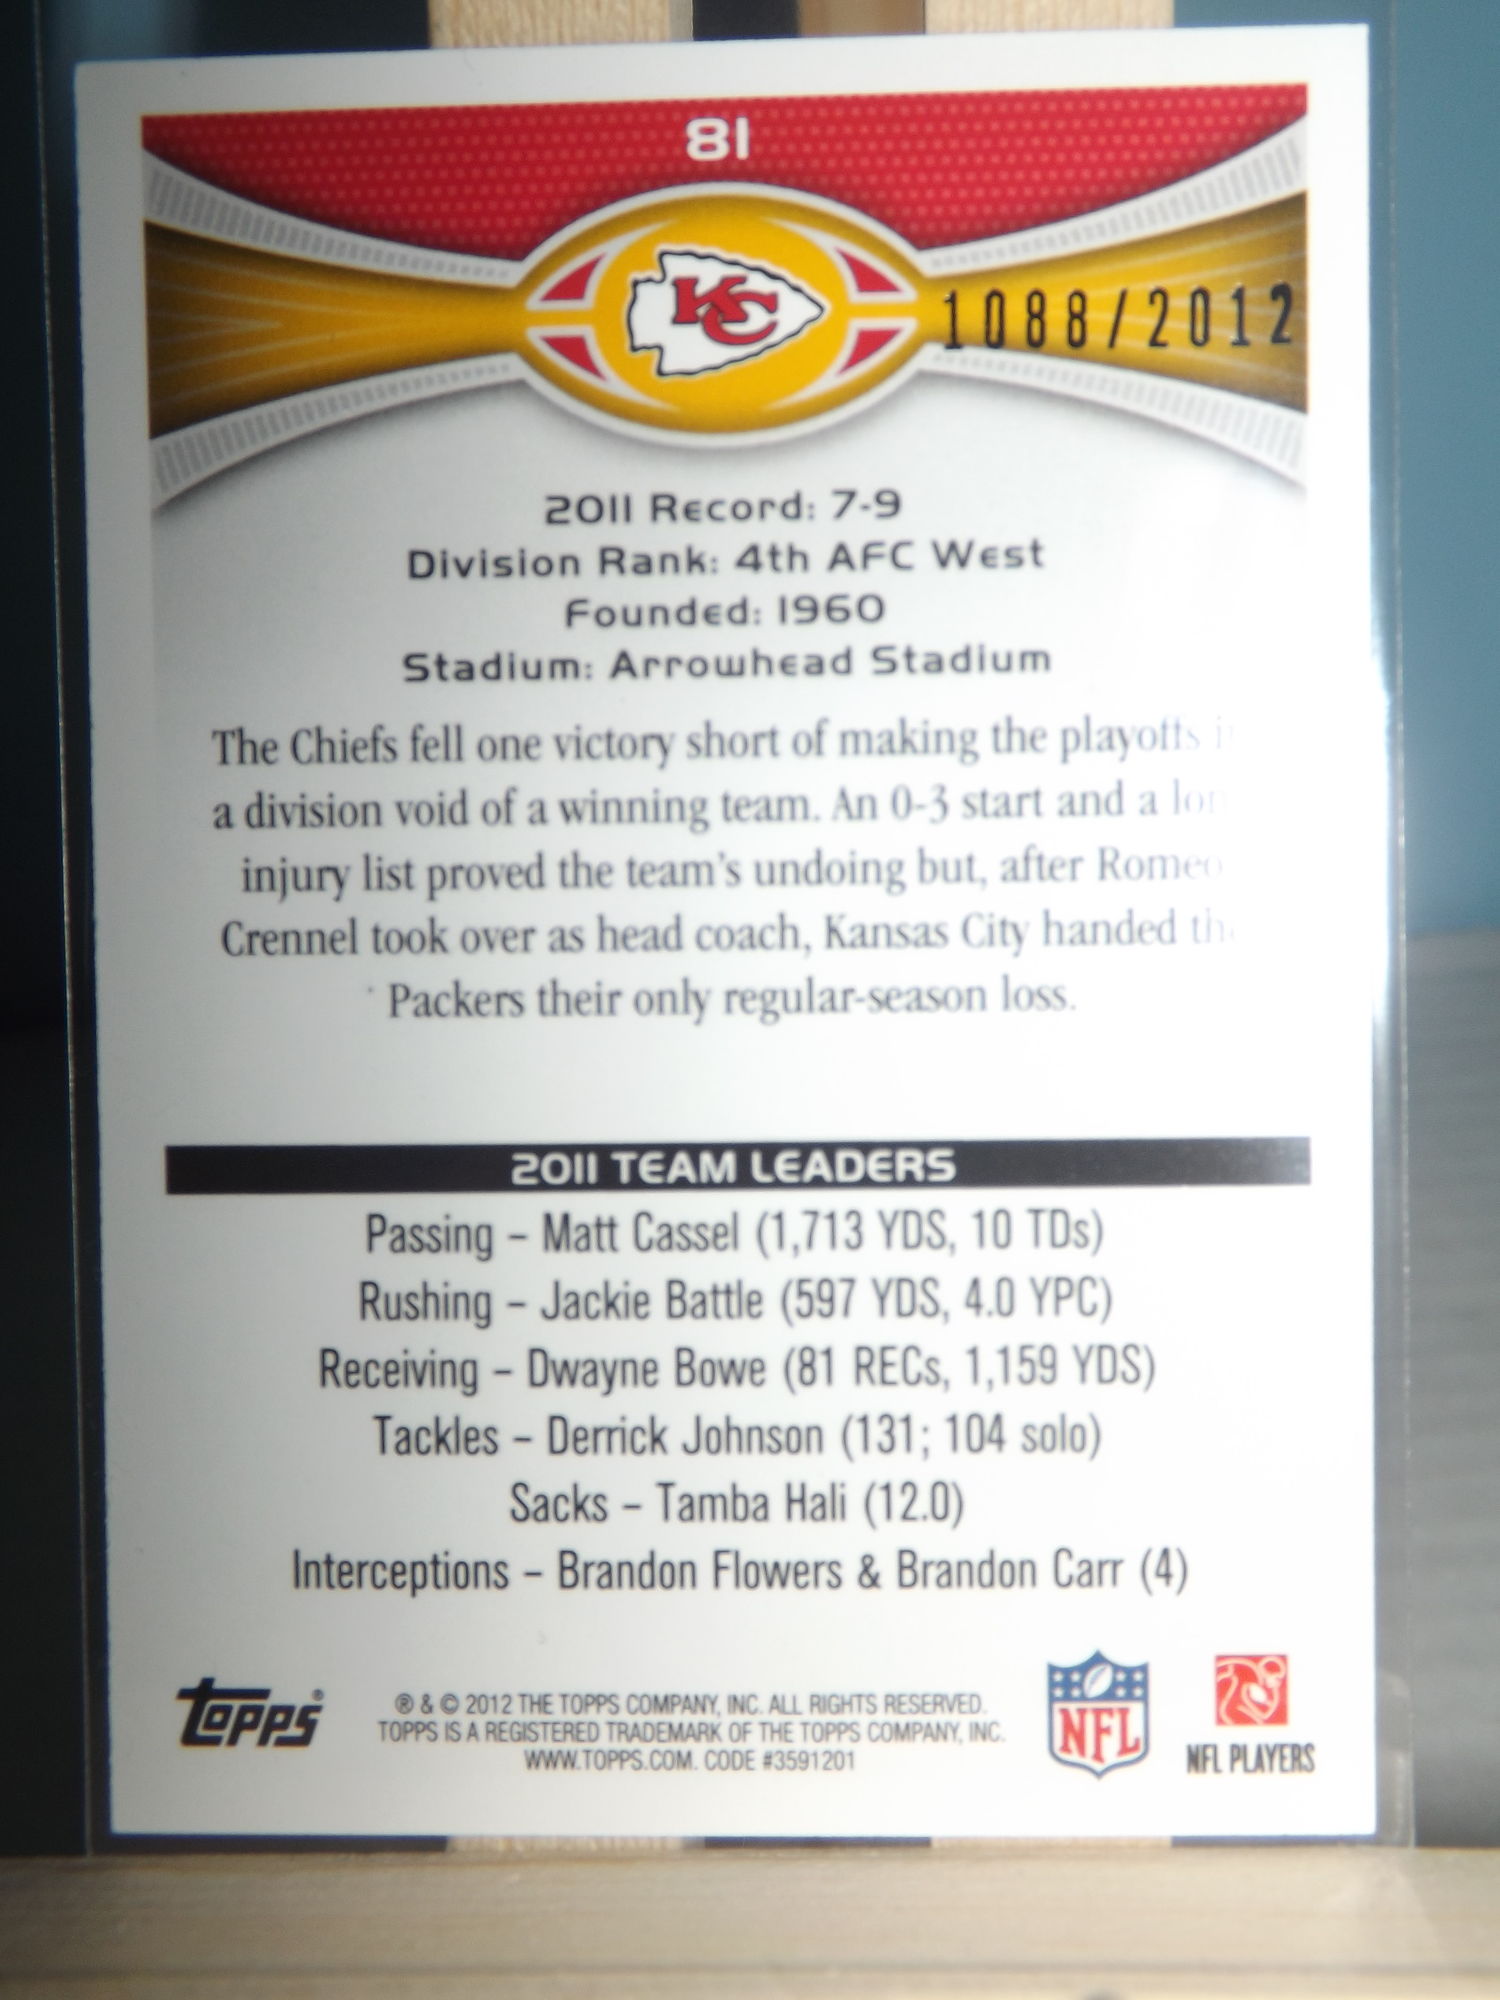 81
KC
1088/2012
2011 Record: 7-9
Division Rank: 4th AFC West
Founded: 1960
Stadium: Arrowhead Stadium
The Chiefs fell one victory short of making the playoffs
a division void of a winning team. An 0-3 start and a
injury list proved the team's undoing but, after Romeo
Crennel took over as head coach, Kansas City handed
Packers their only regular-season loss.
2011 TEAM LEADERS
Passing – Matt Cassel (1,713 YDS, 10 TDs)
Rushing – Jackie Battle (597 YDS, 4.0 YPC)
Receiving – Dwayne Bowe (81 RECs, 1,159 YDS)
Tackles – Derrick Johnson (131; 104 solo)
Sacks – Tamba Hali (12.0)
Interceptions – Brandon Flowers & Brandon Carr (4)
Topps®
® & © 2012 THE TOPPS COMPANY, INC. ALL RIGHTS RESERVED.
TOPPS IS A REGISTERED TRADEMARK OF THE TOPPS COMPANY, INC.
WWW.TOPPS.COM. CODE #3591201
NFL
NFL PLAYERS